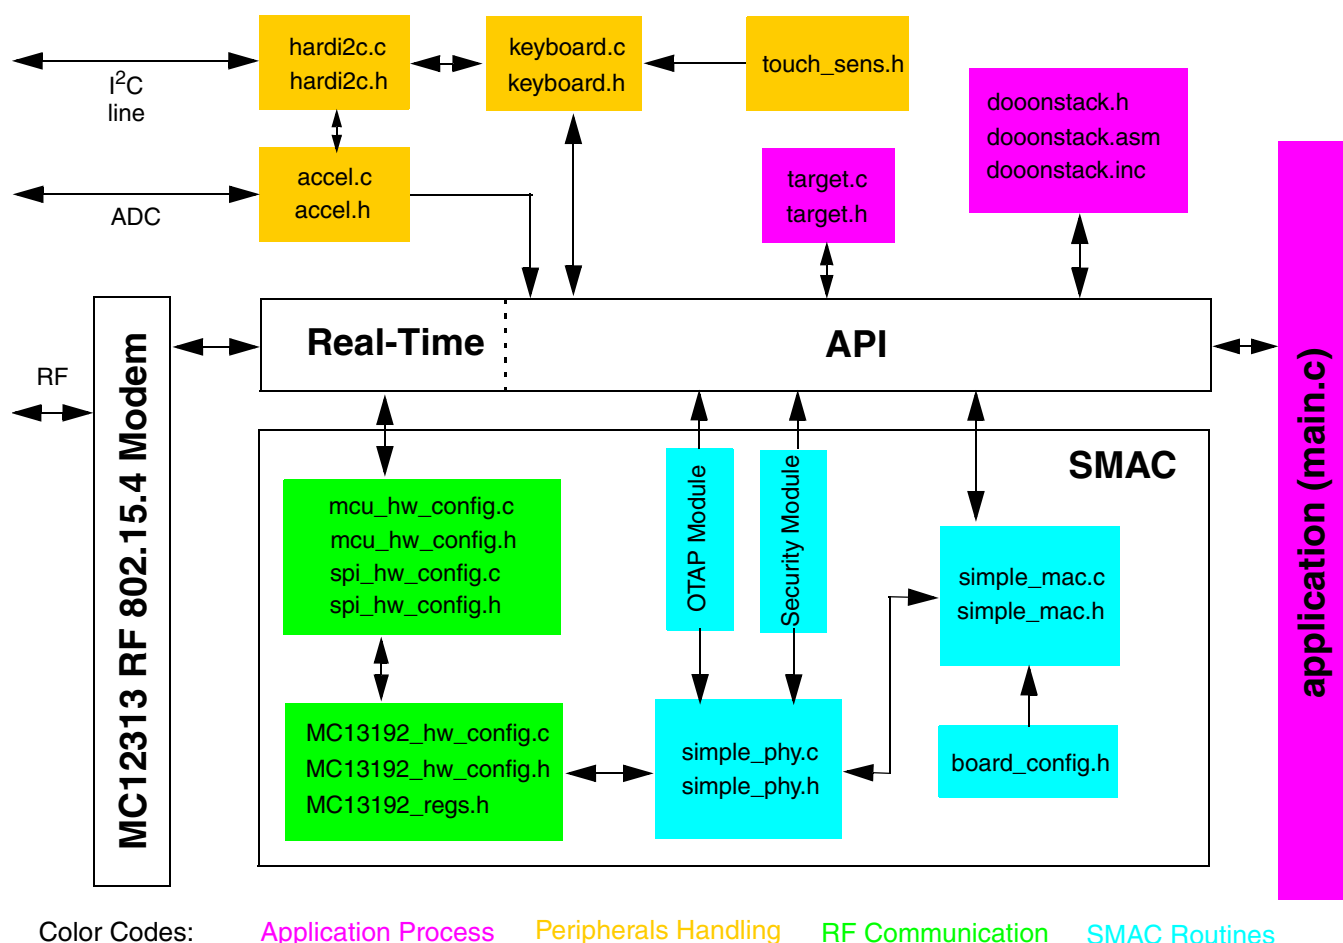 hardi2c.c
hardi2c.h
keyboard.c
keyboard.h
touch_sens.h
I²C
line
dooonstack.h
dooonstack.asm
dooonstack.inc
accel.c
accel.h
ADC
target.c
target.h
Real-Time
API
RF
MC12313 RF 802.15.4 Modem
application (main.c)
SMAC
mcu_hw_config.c
mcu_hw_config.h
spi_hw_config.c
spi_hw_config.h
OTAP Module
Security Module
simple_mac.c
simple_mac.h
MC13192_hw_config.c
MC13192_hw_config.h
MC13192_regs.h
simple_phy.c
simple_phy.h
board_config.h
Color Codes: Application Process Peripherals Handling RF Communication SMAC Routines